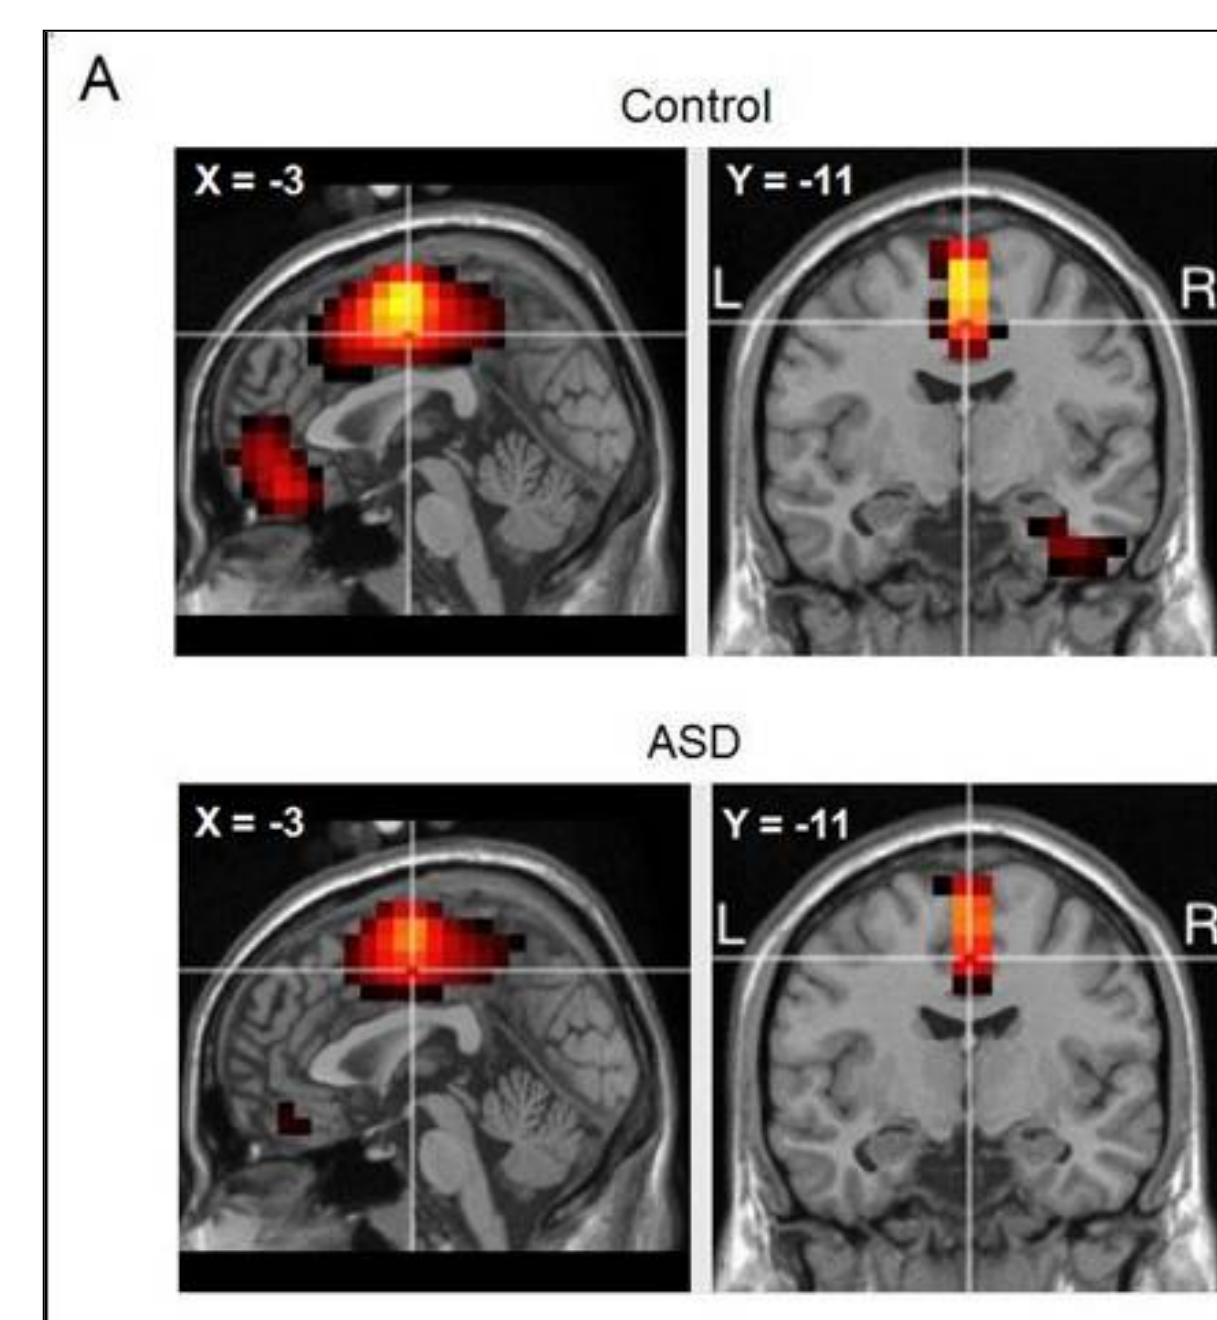 A
Control
X = -3
Y = -11
L
R
ASD
X = -3
Y = -11
L
R